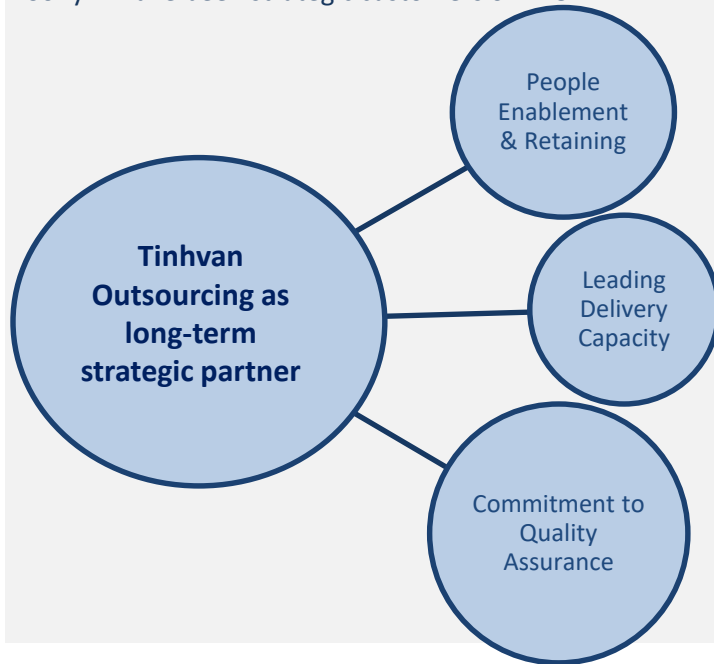 People
Enablement
& Retaining
Tinhvan
Outsourcing as
long-term
strategic partner
Leading
Delivery
Capacity
Commitment to
Quality
Assurance